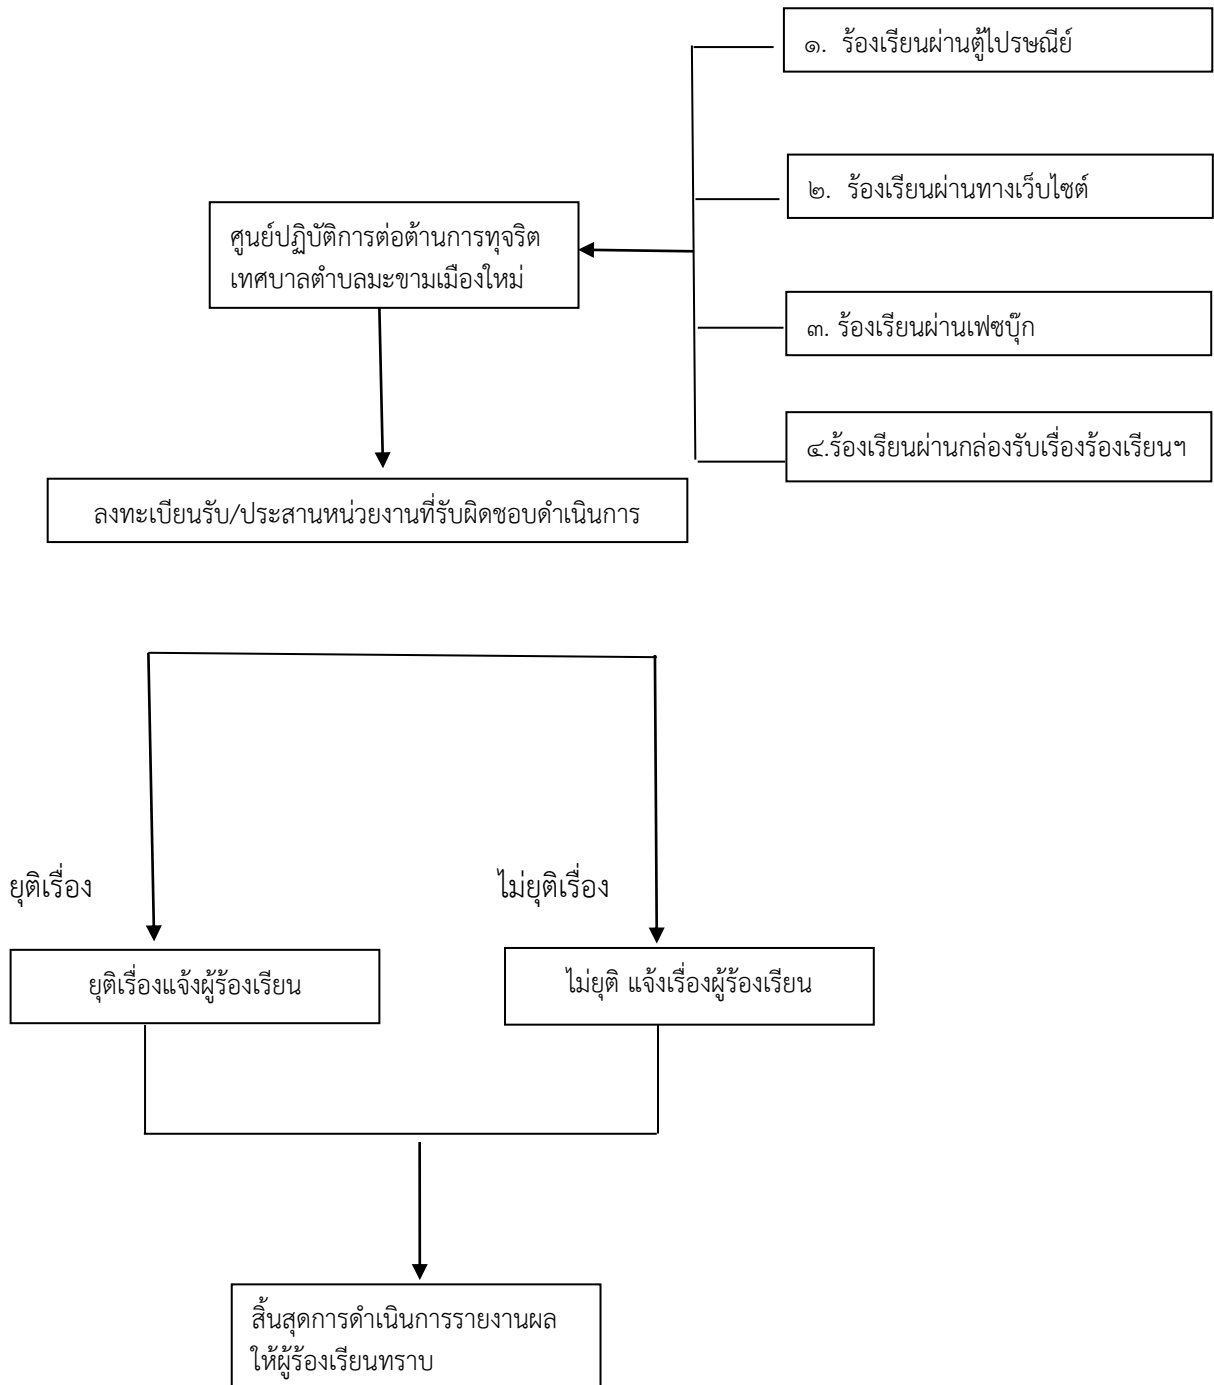 ๑. ร้องเรียนผ่านตู้ไปรษณีย์
๒. ร้องเรียนผ่านทางเว็บไซต์
ศูนย์ปฏิบัติการต่อต้านการทุจริต
เทศบาลตำบลมะขามเมืองใหม่
๓. ร้องเรียนผ่านเฟซบุ๊ก
๔.ร้องเรียนผ่านกล่องรับเรื่องร้องเรียนฯ
ลงทะเบียนรับ/ประสานหน่วยงานที่รับผิดชอบดำเนินการ
ยุติเรื่อง
ไม่ยุติเรื่อง
ยุติเรื่องแจ้งผู้ร้องเรียน
ไม่ยุติ แจ้งเรื่องผู้ร้องเรียน
สิ้นสุดการดำเนินการรายงานผล
ให้ผู้ร้องเรียนทราบ